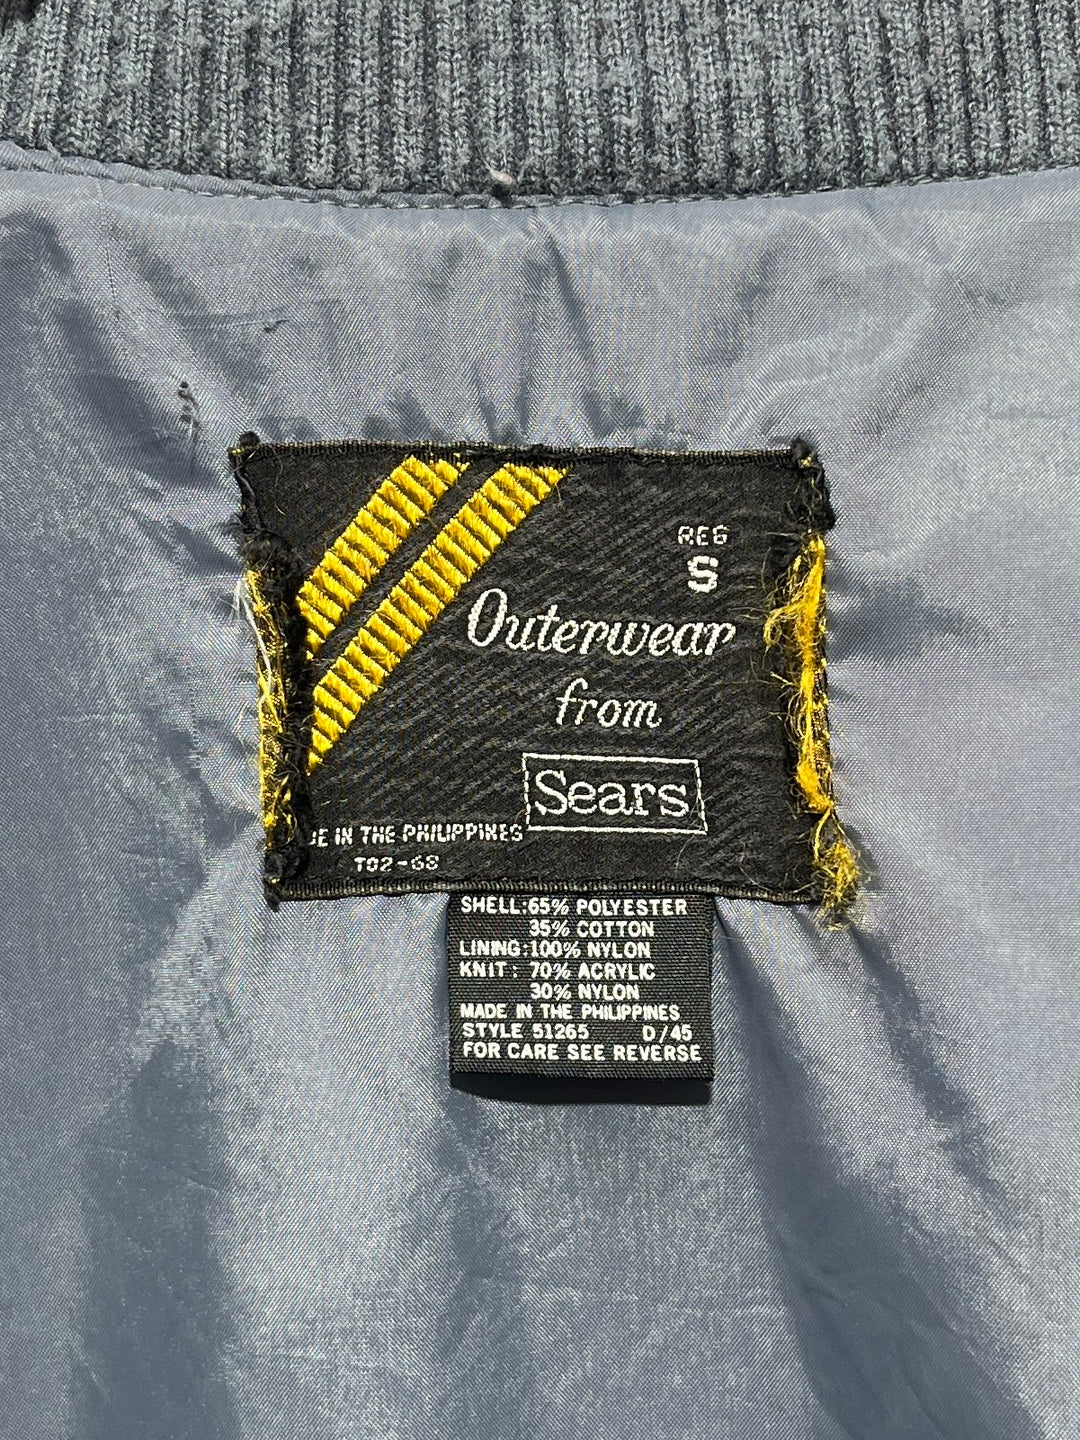 REG
S
Outerwear
from
Sears
E IN THE PHILIPPINES
T02-68
SHELL:65% POLYESTER
35% COTTON
LINING:100% NYLON
KNIT: 70% ACRYLIC
30% NYLON
MADE IN THE PHILIPPINES
STYLE 51265 D/45
FOR CARE SEE REVERSE